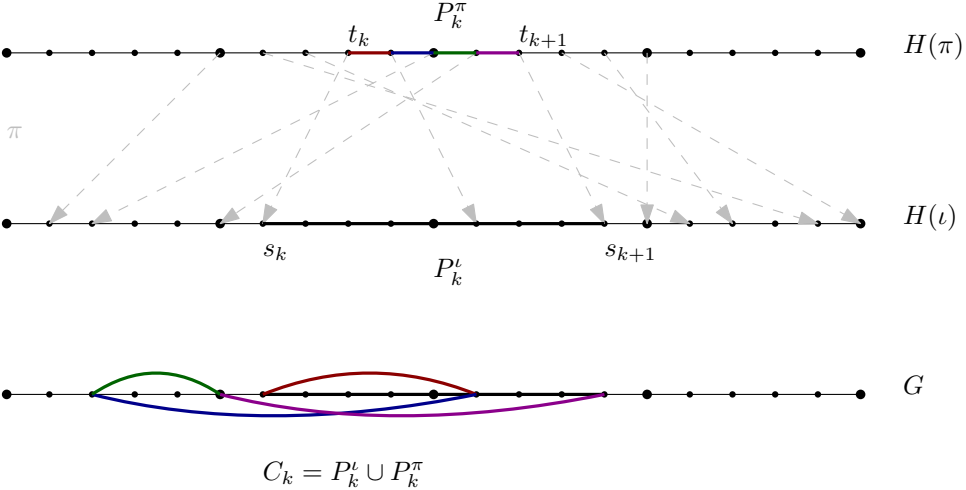 P_k^π
t_k t_{k+1} H(π)
π
H(ι)
s_k s_{k+1}
P_k^ι
G
C_k = P_k^ι ∪ P_k^π